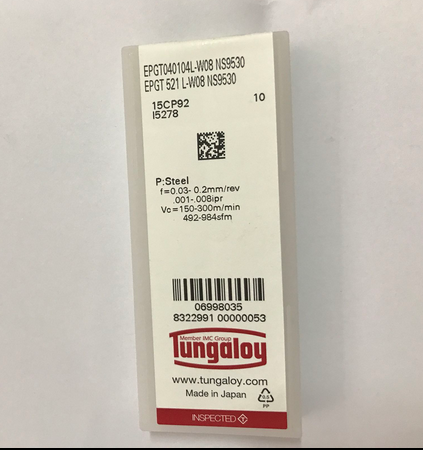 EPGT040104L-W08 NS9530
EPGT 521 L-W08 NS9530
15CP92 10
I5278
P:Steel
f=0.03- 0.2mm/rev
.001-.008ipr
Vc=150-300m/min
492-984sfm
06998035
8322991 00000053
Member IMC Group
Tungaloy
www.tungaloy.com
Made in Japan
0.5
PP
INSPECTED T